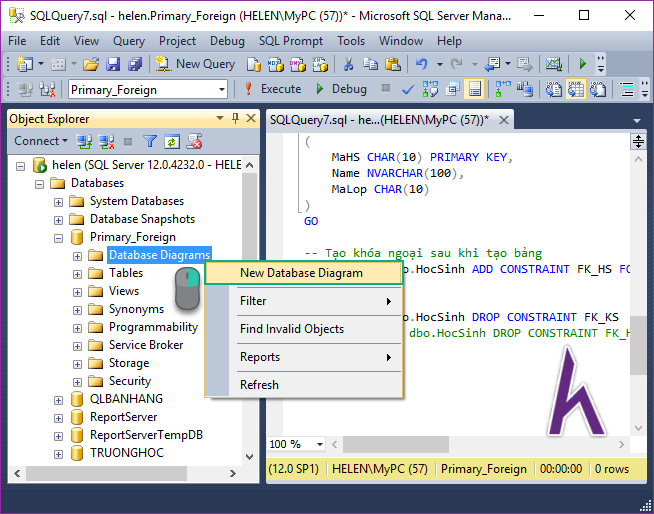 SQLQuery7.sql - helen.Primary_Foreign (HELEN\MyPC (57))* - Microsoft SQL Server Mana...
File Edit View Query Project Debug SQL Prompt Tools Window Help
New Query MDX DMX XMLA
Primary_Foreign Execute Debug
Object Explorer
Connect
helen (SQL Server 12.0.4232.0 - HELE
Databases
System Databases
Database Snapshots
Primary_Foreign
Database Diagrams
Tables
Views
Synonyms
Programmability
Service Broker
Storage
Security
QLBANHANG
ReportServer
ReportServerTempDB
TRUONGHOC
New Database Diagram
Filter
Find Invalid Objects
Reports
Refresh
SQLQuery7.sql - he...(HELEN\MyPC (57))*
(
MaHS CHAR(10) PRIMARY KEY,
Name NVARCHAR(100),
MaLop CHAR(10)
)
GO
-- Tạo khóa ngoại sau khi tạo bảng
o.HocSinh ADD CONSTRAINT FK_HS FO
o.HocSinh DROP CONSTRAINT FK_KS
dbo.HocSinh DROP CONSTRAINT FK_H
100 %
(12.0 SP1) HELEN\MyPC (57) Primary_Foreign 00:00:00 0 rows